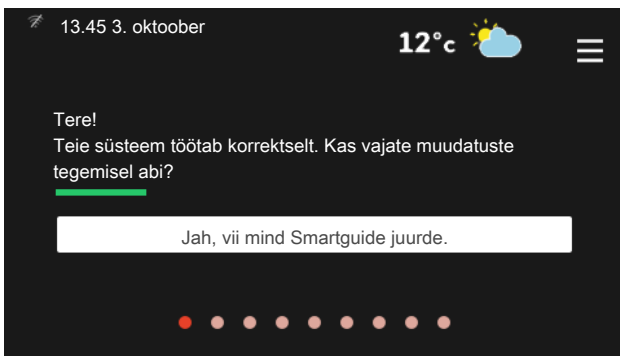 13.45 3. oktoober
12°c
Tere!
Teie süsteem töötab korrektselt. Kas vajate muudatuste
tegemisel abi?
Jah, vii mind Smartguide juurde.